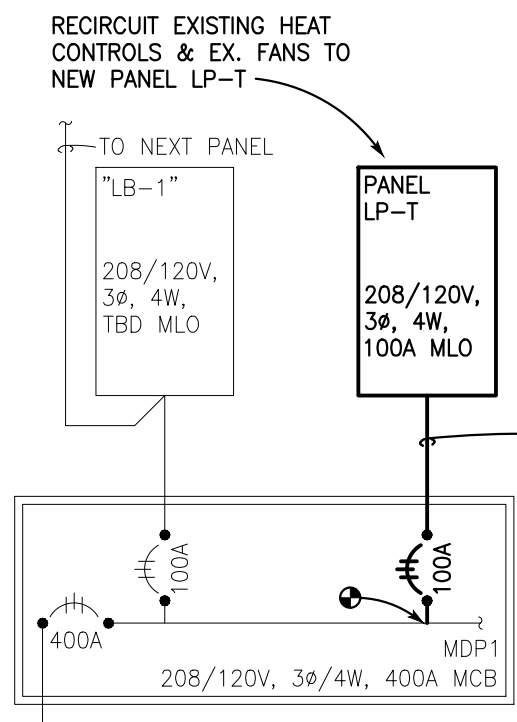 RECIRCUIT EXISTING HEAT
CONTROLS & EX. FANS TO
NEW PANEL LP-T
TO NEXT PANEL
"LB-1"
208/120V,
3ø, 4W,
TBD MLO
PANEL
LP-T
208/120V,
3ø, 4W,
100A MLO
100A
100A
400A
MDP1
208/120V, 3ø/4W, 400A MCB